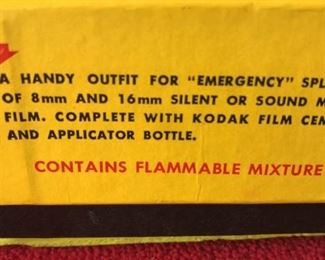 A HANDY OUTFIT FOR "EMERGENCY" SPL
OF 8mm AND 16mm SILENT OR SOUND M
FILM. COMPLETE WITH KODAK FILM CEM
AND APPLICATOR BOTTLE.
CONTAINS FLAMMABLE MIXTURE